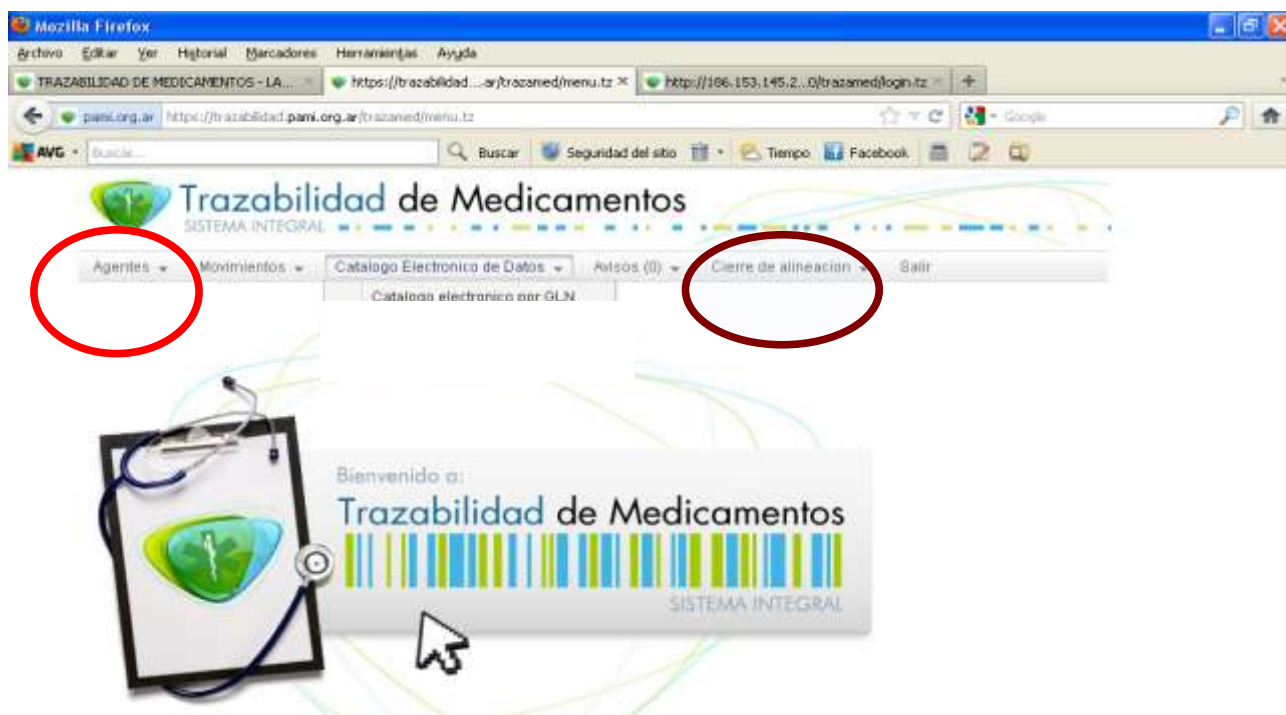 Mozilla Firefox
Archivo Editar Ver Historial Marcadores Herramientas Ayuda
TRAZABILIDAD DE MEDICAMENTOS - LA... https://trazabilidad....ar/trazamed/menu.tz http://186.153.145.2..0/trazamed/login.tz
pami.org.ar https://trazabilidad.pami.org.ar/trazamed/menu.tz Google
AVG Buscar... Buscar Seguridad del sitio Tiempo Facebook
Trazabilidad de Medicamentos
SISTEMA INTEGRAL
Agentes Movimientos Catalogo Electronico de Datos Avisos (0) Cierre de alineacion Salir
Catalogo electronico por GLN
Bienvenido a:
Trazabilidad de Medicamentos
SISTEMA INTEGRAL